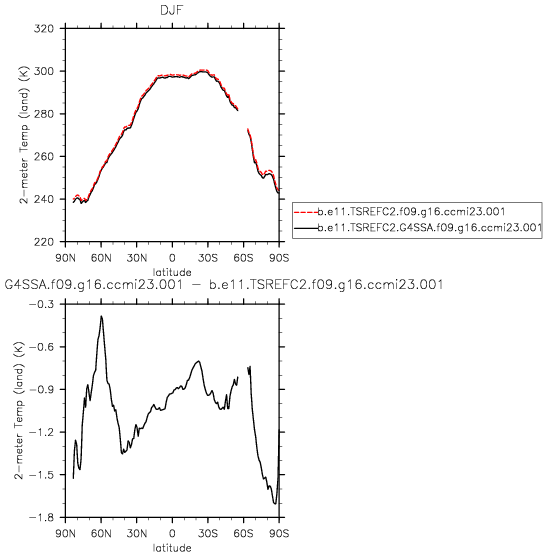 DJF
320
300
280
260
240
220
2-meter Temp (land) (K)
90N 60N 30N 0 30S 60S 90S
latitude
b.e11.TSREFC2.f09.g16.ccmi23.001
b.e11.TSREFC2.G4SSA.f09.g16.ccmi23.001
G4SSA.f09.g16.ccmi23.001 - b.e11.TSREFC2.f09.g16.ccmi23.001
-0.3
-0.6
-0.9
-1.2
-1.5
-1.8
2-meter Temp (land) (K)
90N 60N 30N 0 30S 60S 90S
latitude